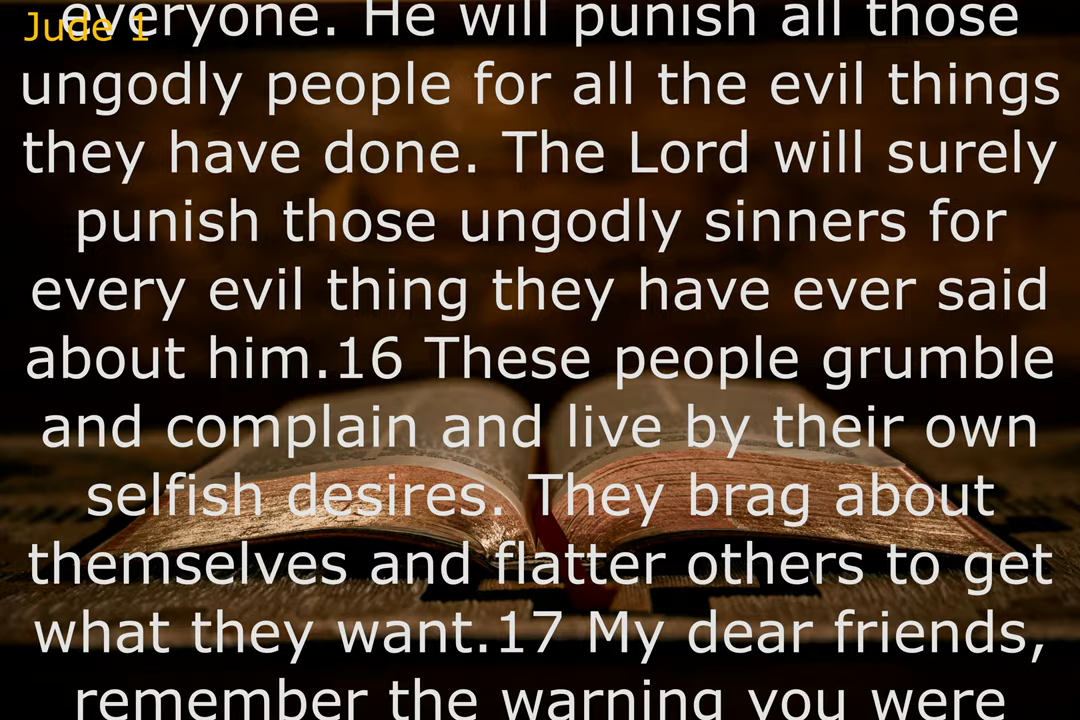 Jude 1
everyone. He will punish all those
ungodly people for all the evil things
they have done. The Lord will surely
punish those ungodly sinners for
every evil thing they have ever said
about him.16 These people grumble
and complain and live by their own
selfish desires. They brag about
themselves and flatter others to get
what they want.17 My dear friends,
remember the warning you were